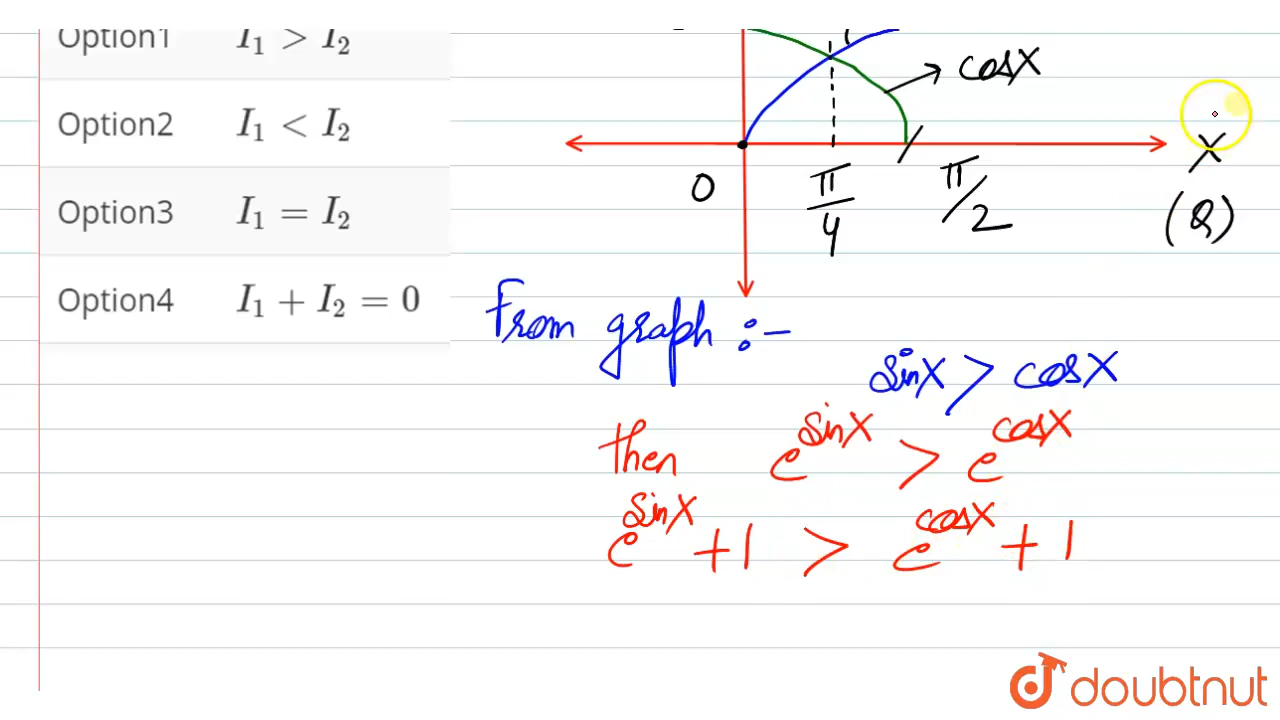 Option1 I₁ > I₂
Option2 I₁ < I₂
Option3 I₁ = I₂
Option4 I₁ + I₂ = 0
cosx
0
π/4
π/2
X
From graph :-
sinx > cosx
then e^sinx > e^cosx
e^sinx + 1 > e^cosx + 1
doubtnut